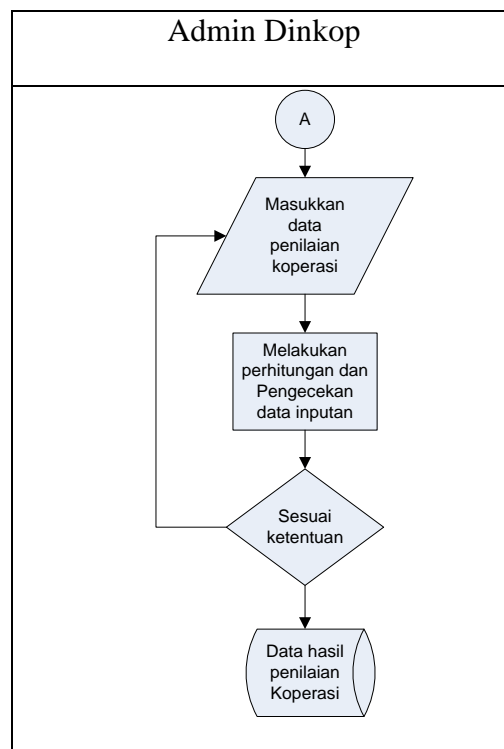 Admin Dinkop
A
Masukkan
data
penilaian
koperasi
Melakukan
perhitungan dan
Pengecekan
data inputan
Sesuai
ketentuan
Data hasil
penilaian
Koperasi